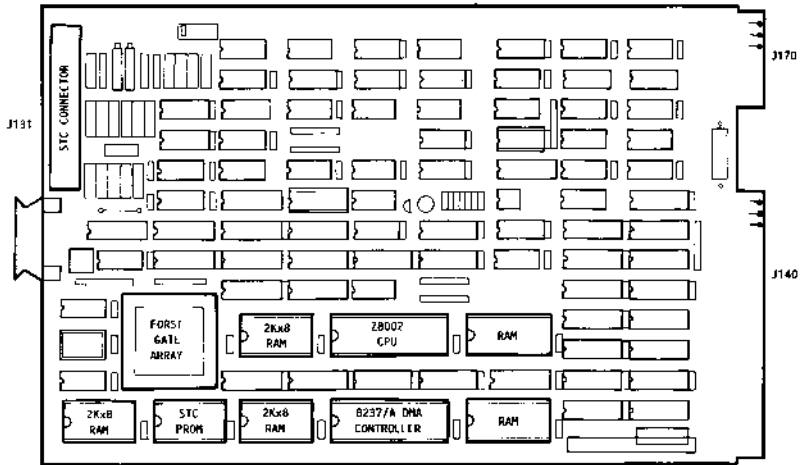 J170
STC CONNECTOR
J181
J140
FORST
GATE
ARRAY
2Kx8
RAM
Z8002
CPU
RAM
2Kx8
RAM
STC
PROM
2Kx8
RAM
8237/A DMA
CONTROLLER
RAM